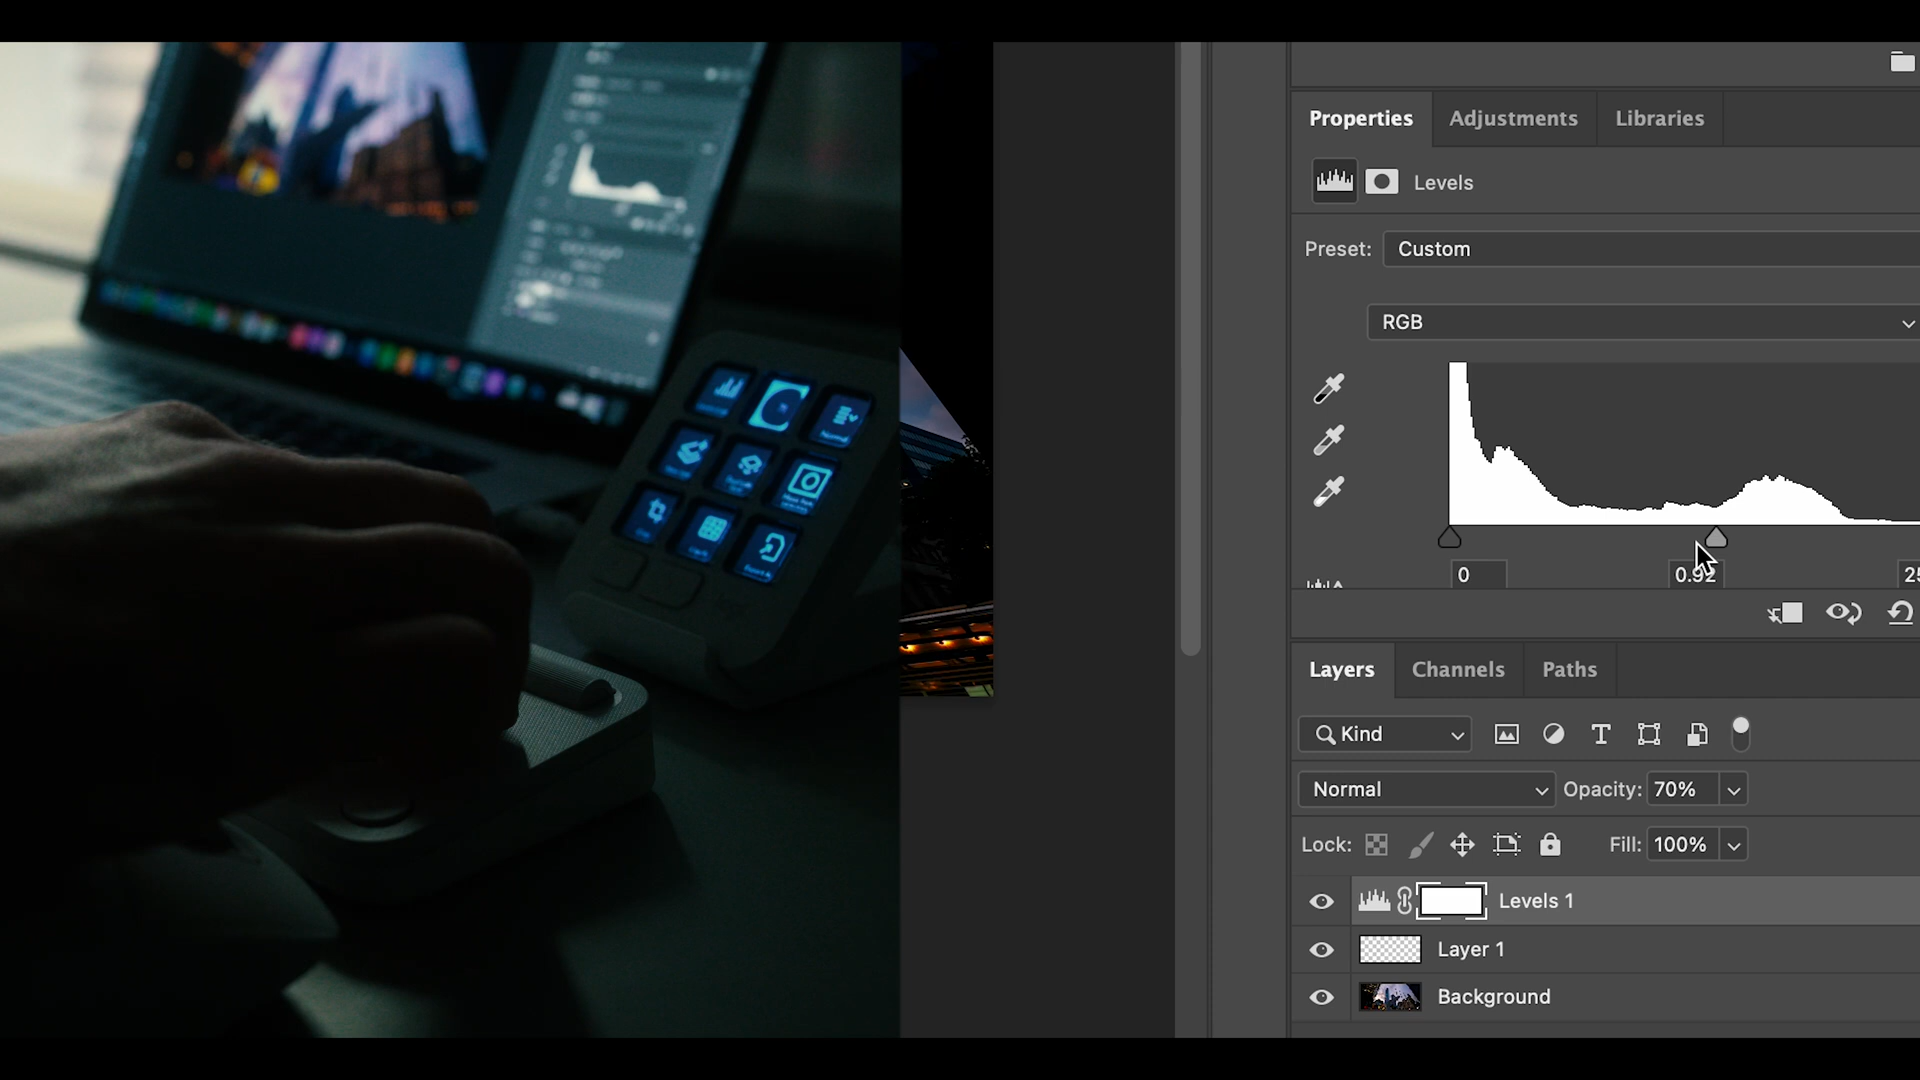 Properties Adjustments Libraries
Levels
Preset: Custom
RGB
0 0.92
Layers Channels Paths
Kind
Normal Opacity: 70%
Lock: Fill: 100%
Levels 1
Layer 1
Background
Normal